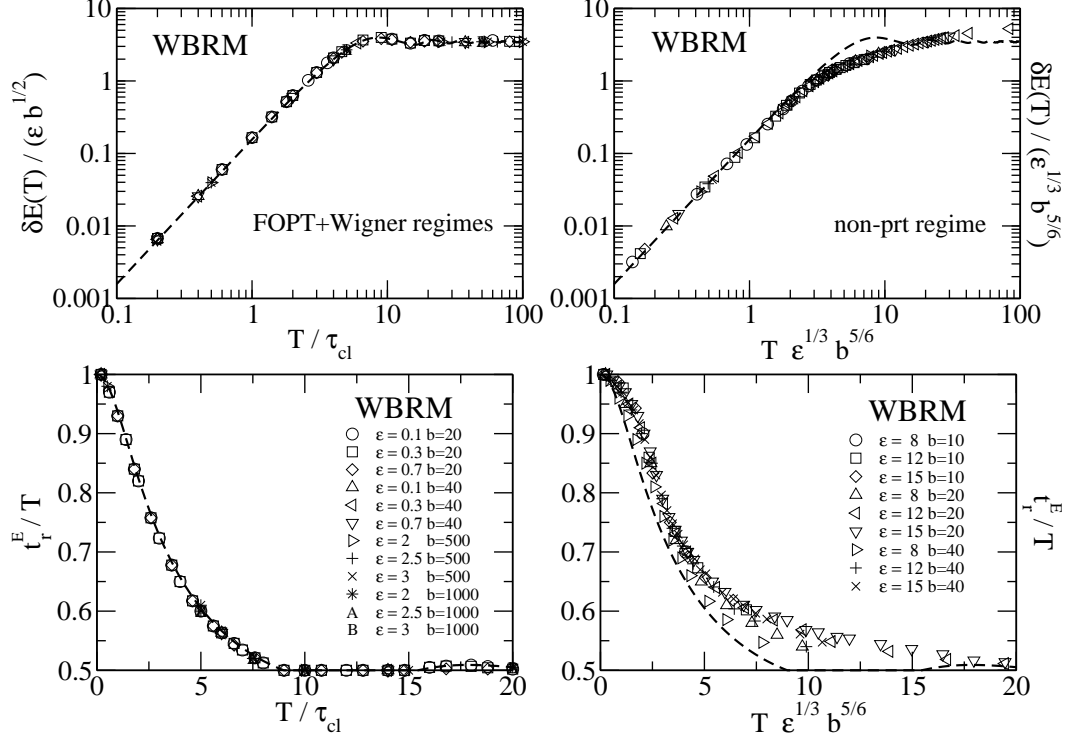 WBRM
FOPT+Wigner regimes
δE(T) / (ε b^{1/2})
10
1
0.1
0.01
0.001
0.1 1 10 100
T / τ_{cl}
WBRM
non-prt regime
δE(T) / (ε^{1/3} b^{5/6})
10
1
0.1
0.01
0.001
0.1 1 10 100
T ε^{1/3} b^{5/6}
WBRM
ε = 0.1 b=20
ε = 0.3 b=20
ε = 0.7 b=20
ε = 0.1 b=40
ε = 0.3 b=40
ε = 0.7 b=40
ε = 2 b=500
ε = 2.5 b=500
ε = 3 b=500
ε = 2 b=1000
A ε = 2.5 b=1000
B ε = 3 b=1000
t_r^E / T
1
0.9
0.8
0.7
0.6
0.5
0 5 10 15 20
T / τ_{cl}
WBRM
ε = 8 b=10
ε = 12 b=10
ε = 15 b=10
ε = 8 b=20
ε = 12 b=20
ε = 15 b=20
ε = 8 b=40
ε = 12 b=40
ε = 15 b=40
t_r^E / T
1
0.9
0.8
0.7
0.6
0.5
0 5 10 15 20
T ε^{1/3} b^{5/6}